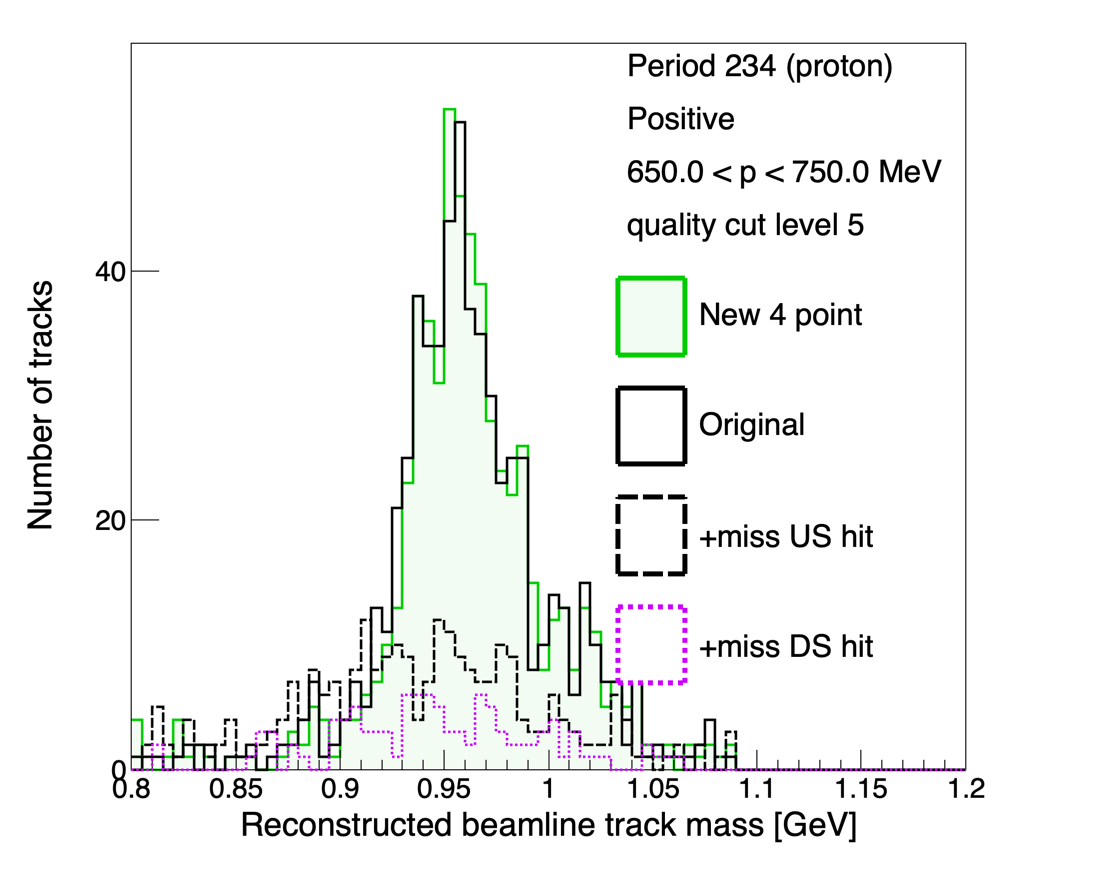 Period 234 (proton)
Positive
650.0 < p < 750.0 MeV
quality cut level 5
New 4 point
Original
+miss US hit
+miss DS hit
Number of tracks
40
20
0
0.8 0.85 0.9 0.95 1 1.05 1.1 1.15 1.2
Reconstructed beamline track mass [GeV]